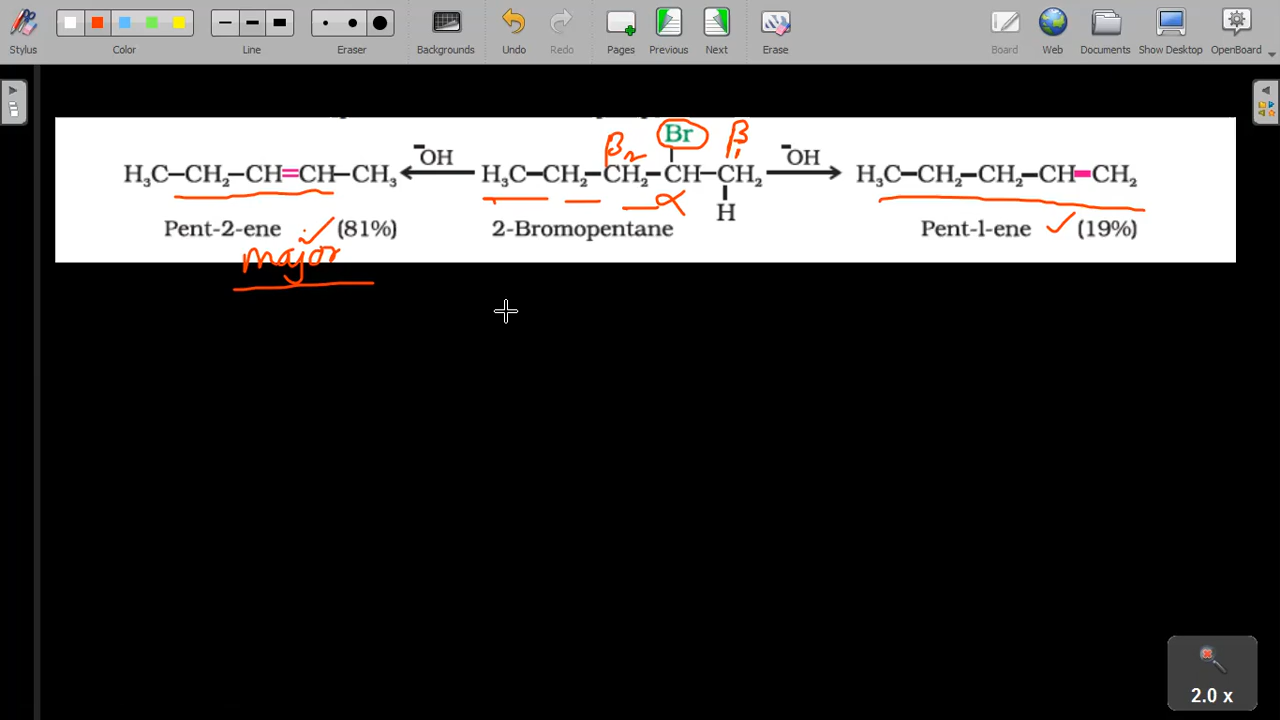 Stylus Color Line Eraser Backgrounds Undo Redo Pages Previous Next Erase Board Web Documents Show Desktop OpenBoard
β₂ Br β₁
H₃C–CH₂–CH=CH–CH₃ ⁻OH H₃C–CH₂–CH₂–CH–CH₂ ⁻OH H₃C–CH₂–CH₂–CH=CH₂
α
H
Pent-2-ene ✓ (81%) 2-Bromopentane Pent-l-ene ✓ (19%)
major
2.0 x